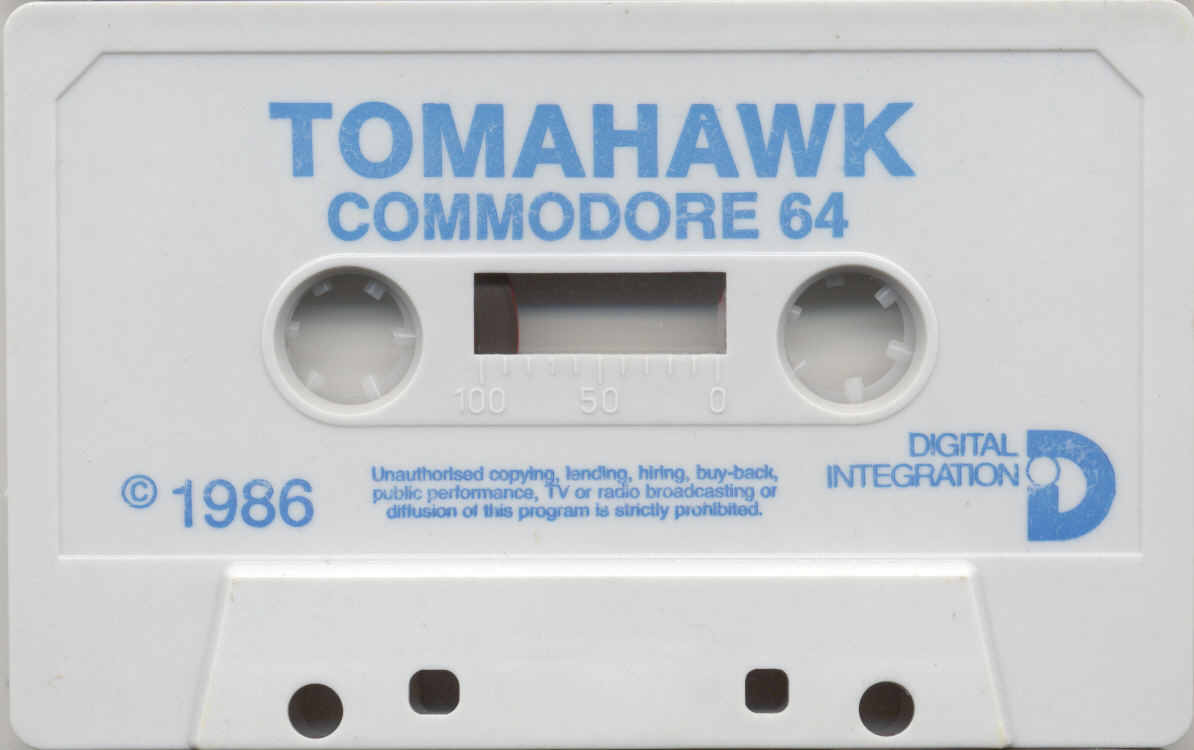 TOMAHAWK
COMMODORE 64
100 50 0
© 1986
Unauthorised copying, lending, hiring, buy-back,
public performance, TV or radio broadcasting or
diffusion of this program is strictly prohibited.
DIGITAL
INTEGRATION